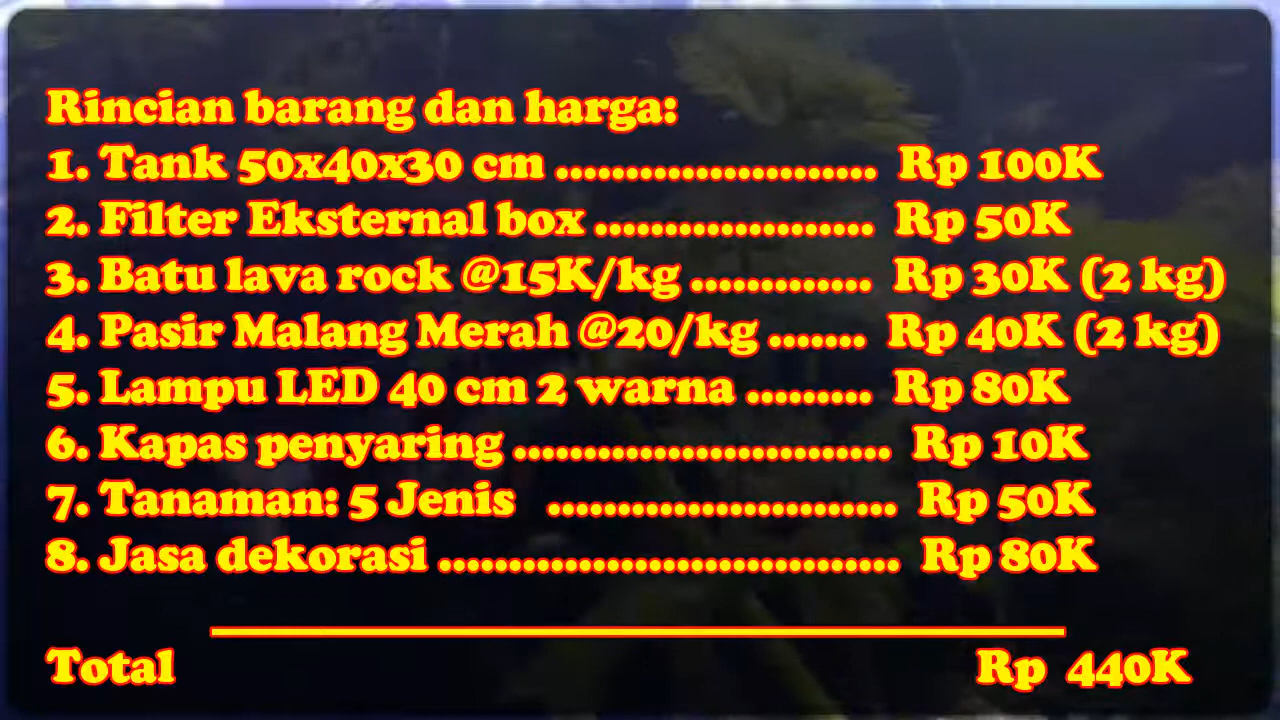 Rincian barang dan harga:
1. Tank 50x40x30 cm ....................... Rp 100K
2. Filter Eksternal box .................... Rp 50K
3. Batu lava rock @15K/kg ............. Rp 30K (2 kg)
4. Pasir Malang Merah @20/kg ....... Rp 40K (2 kg)
5. Lampu LED 40 cm 2 warna ......... Rp 80K
6. Kapas penyaring ........................... Rp 10K
7. Tanaman: 5 Jenis ......................... Rp 50K
8. Jasa dekorasi ................................. Rp 80K
Total Rp 440K